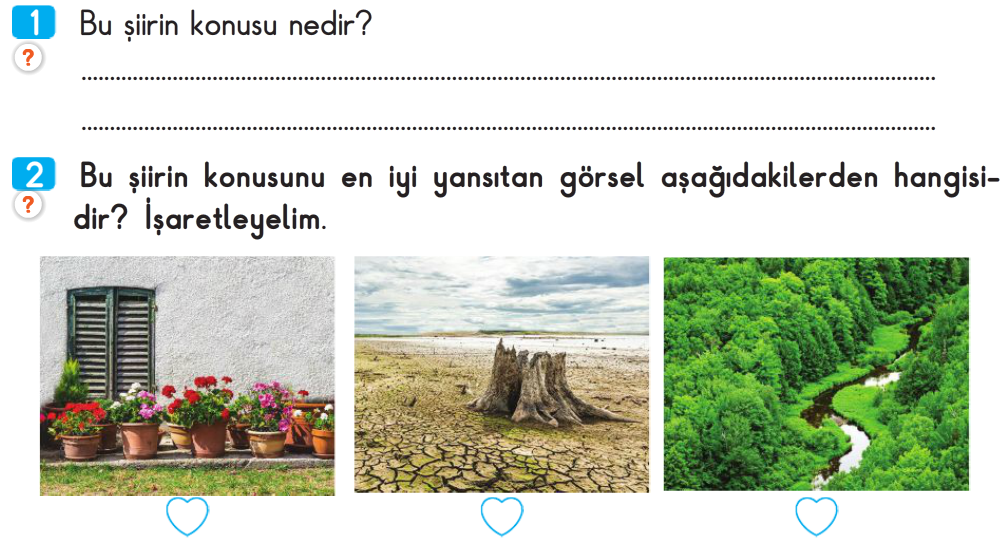 1 Bu şiirin konusu nedir?
?
2 Bu şiirin konusunu en iyi yansıtan görsel aşağıdakilerden hangisi-
? dir? İşaretleyelim.